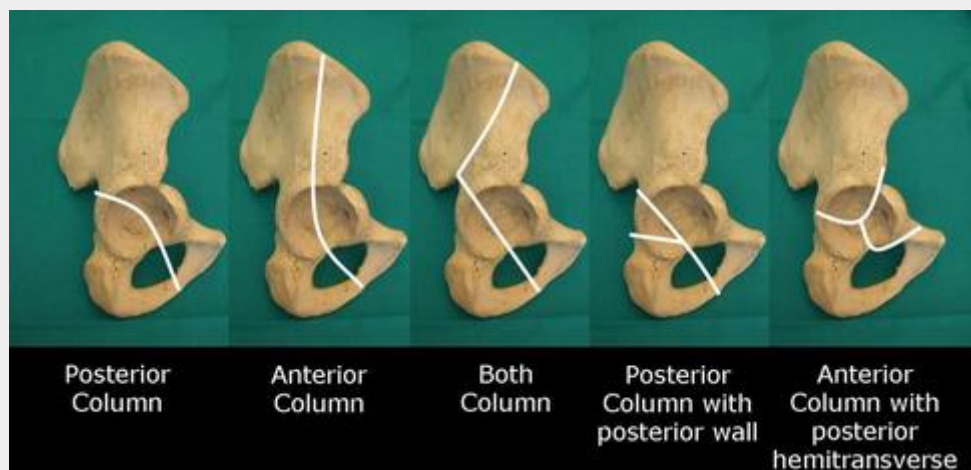 Posterior
Column
Anterior
Column
Both
Column
Posterior
Column with
posterior wall
Anterior
Column with
posterior
hemitransverse